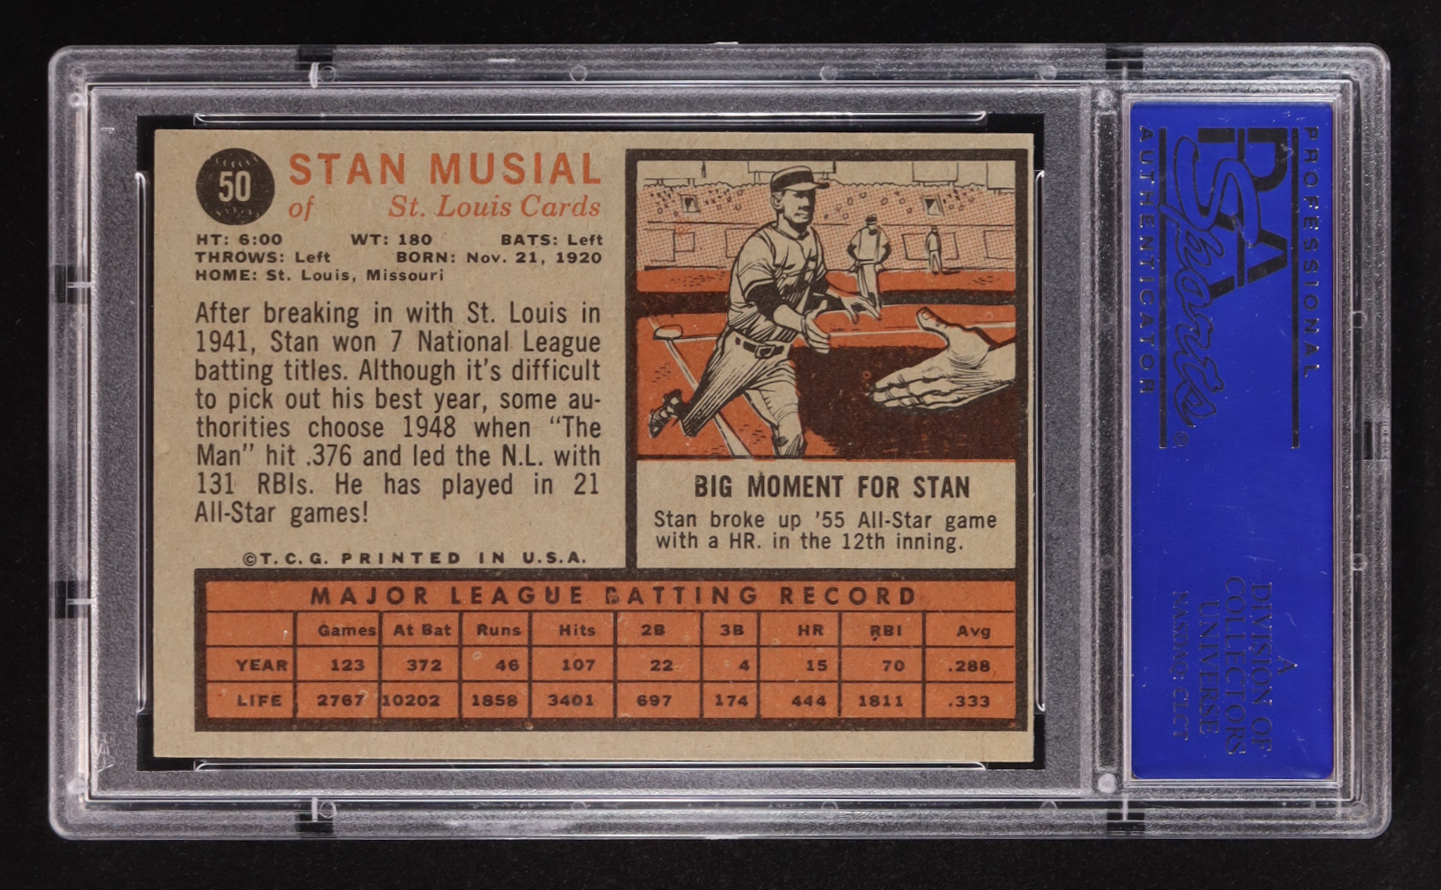 50
STAN MUSIAL
of St. Louis Cards
HT: 6:00 WT: 180 BATS: Left
THROWS: Left BORN: Nov. 21, 1920
HOME: St. Louis, Missouri
After breaking in with St. Louis in
1941, Stan won 7 National League
batting titles. Although it's difficult
to pick out his best year, some au-
thorities choose 1948 when “The
Man” hit .376 and led the N.L. with
131 RBIs. He has played in 21
All-Star games!
©T.C.G. PRINTED IN U.S.A.
BIG MOMENT FOR STAN
Stan broke up '55 All-Star game
with a HR. in the 12th inning.
MAJOR LEAGUE BATTING RECORD
Games At Bat Runs Hits 2B 3B HR RBI Avg
YEAR 123 372 46 107 22 4 15 70 .288
LIFE 2767 10202 1858 3401 697 174 444 1811 .333
PROFESSIONAL
PSA
Sports®
AUTHENTICATOR
A
DIVISION OF
COLLECTORS
UNIVERSE
NASDAQ: CLCT